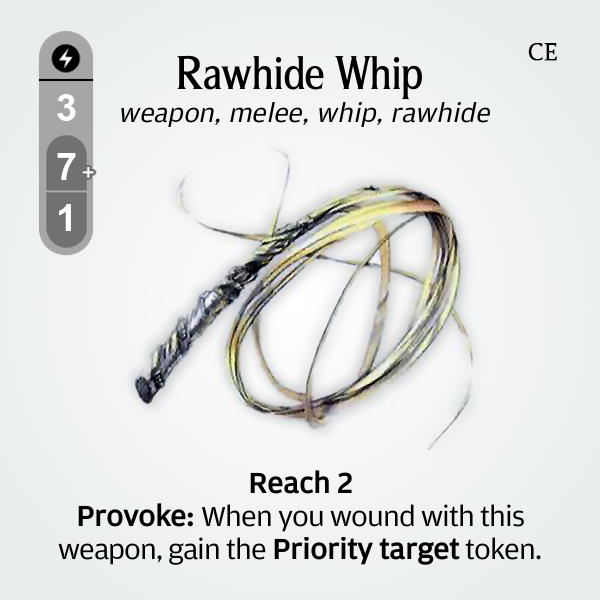 CE
Rawhide Whip
weapon, melee, whip, rawhide
3
7+
1
Reach 2
Provoke: When you wound with this
weapon, gain the Priority target token.